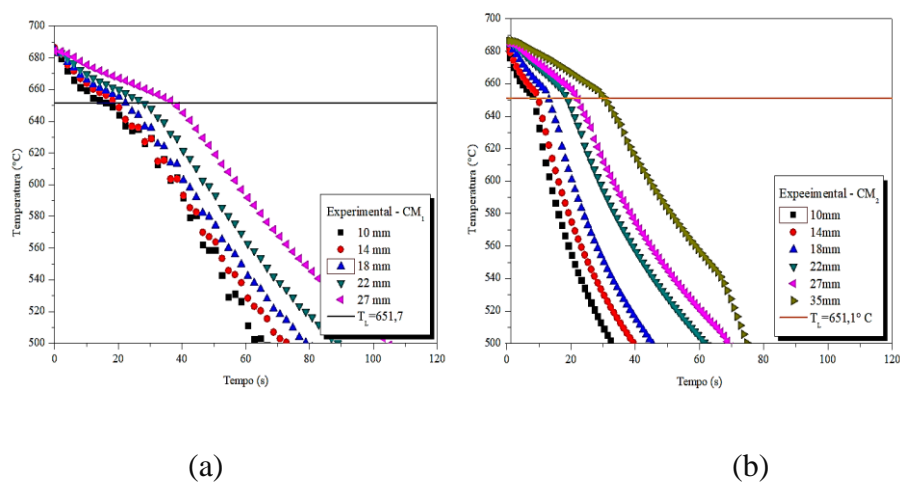 700
680
660
640
620
600
580
560
540
520
500
Temperatura (°C)
0
20
40
60
80
100
120
Tempo (s)
Experimental - CM1
10 mm
14 mm
18 mm
22 mm
27 mm
TL=651,7
(a)
700
680
660
640
620
600
580
560
540
520
500
Temperatura (°C)
0
20
40
60
80
100
120
Tempo (s)
Expeeimental - CM2
10mm
14mm
18mm
22mm
27mm
35mm
TL=651,1° C
(b)